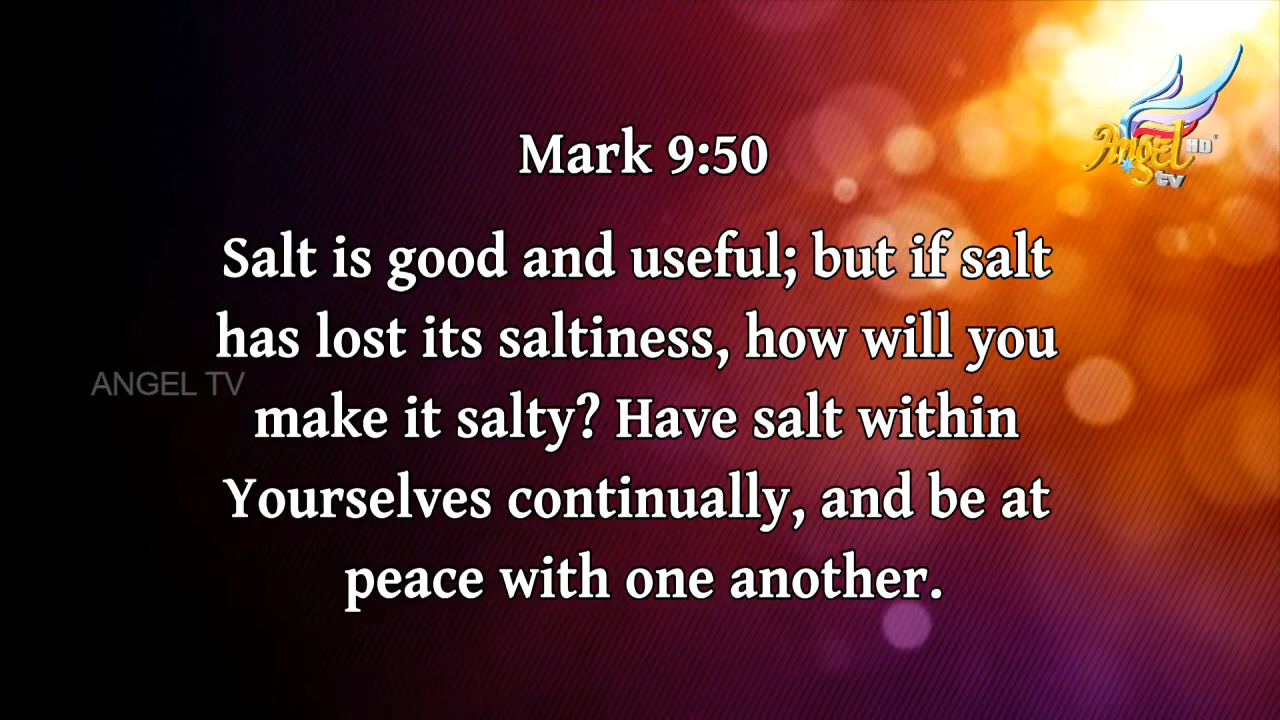 Mark 9:50
Angel HD
tv
Salt is good and useful; but if salt
has lost its saltiness, how will you
make it salty? Have salt within
ANGEL TV
Yourselves continually, and be at
peace with one another.